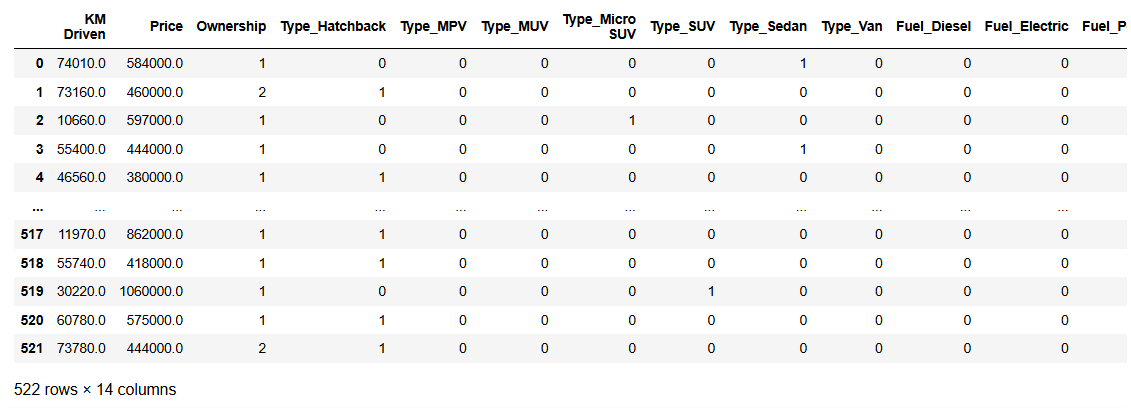 KM Driven Price Ownership Type_Hatchback Type_MPV Type_MUV Type_Micro SUV Type_SUV Type_Sedan Type_Van Fuel_Diesel Fuel_Electric Fuel_P
0 74010.0 584000.0 1 0 0 0 0 0 1 0 0 0
1 73160.0 460000.0 2 1 0 0 0 0 0 0 0 0
2 10660.0 597000.0 1 0 0 0 1 0 0 0 0 0
3 55400.0 444000.0 1 0 0 0 0 0 1 0 0 0
4 46560.0 380000.0 1 1 0 0 0 0 0 0 0 0
... ... ... ... ... ... ... ... ... ... ... ... ...
517 11970.0 862000.0 1 1 0 0 0 0 0 0 0 0
518 55740.0 418000.0 1 1 0 0 0 0 0 0 0 0
519 30220.0 1060000.0 1 0 0 0 0 1 0 0 0 0
520 60780.0 575000.0 1 1 0 0 0 0 0 0 0 0
521 73780.0 444000.0 2 1 0 0 0 0 0 0 0 0
522 rows × 14 columns